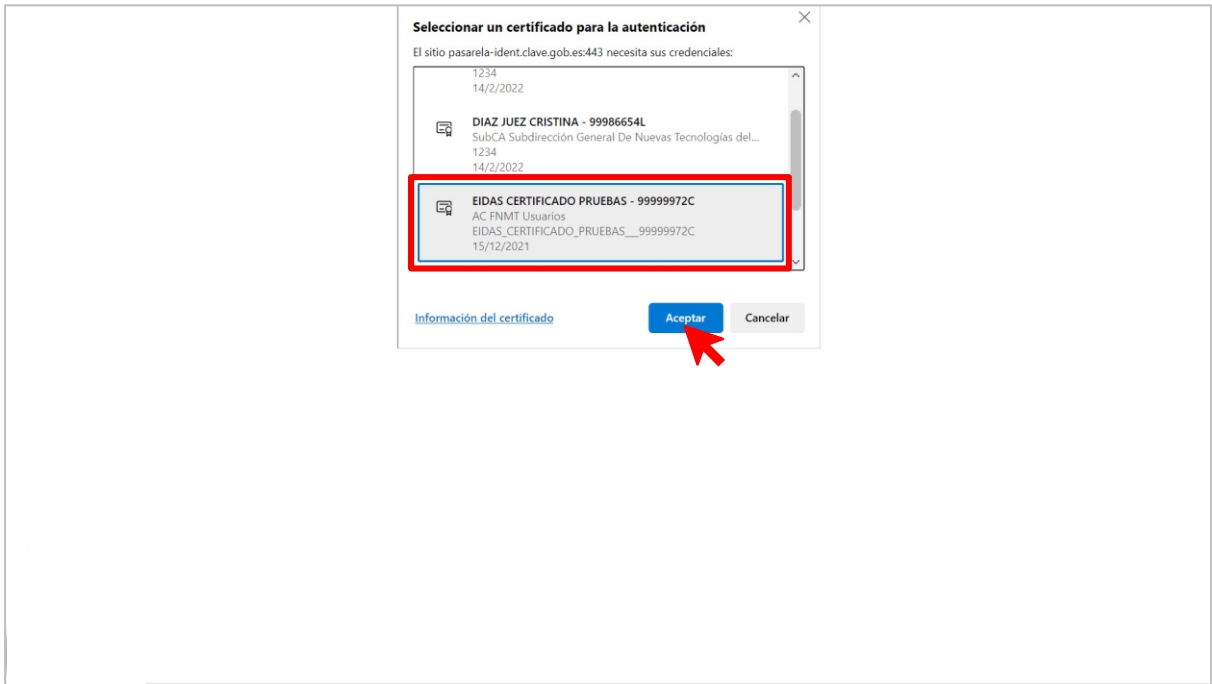 Seleccionar un certificado para la autenticación
El sitio pasarela-ident.clave.gob.es:443 necesita sus credenciales:
1234
14/2/2022
DIAZ JUEZ CRISTINA - 99986654L
SubCA Subdirección General De Nuevas Tecnologías del...
1234
14/2/2022
EIDAS CERTIFICADO PRUEBAS - 99999972C
AC FNMT Usuarios
EIDAS_CERTIFICADO_PRUEBAS__99999972C
15/12/2021
Información del certificado
Aceptar
Cancelar